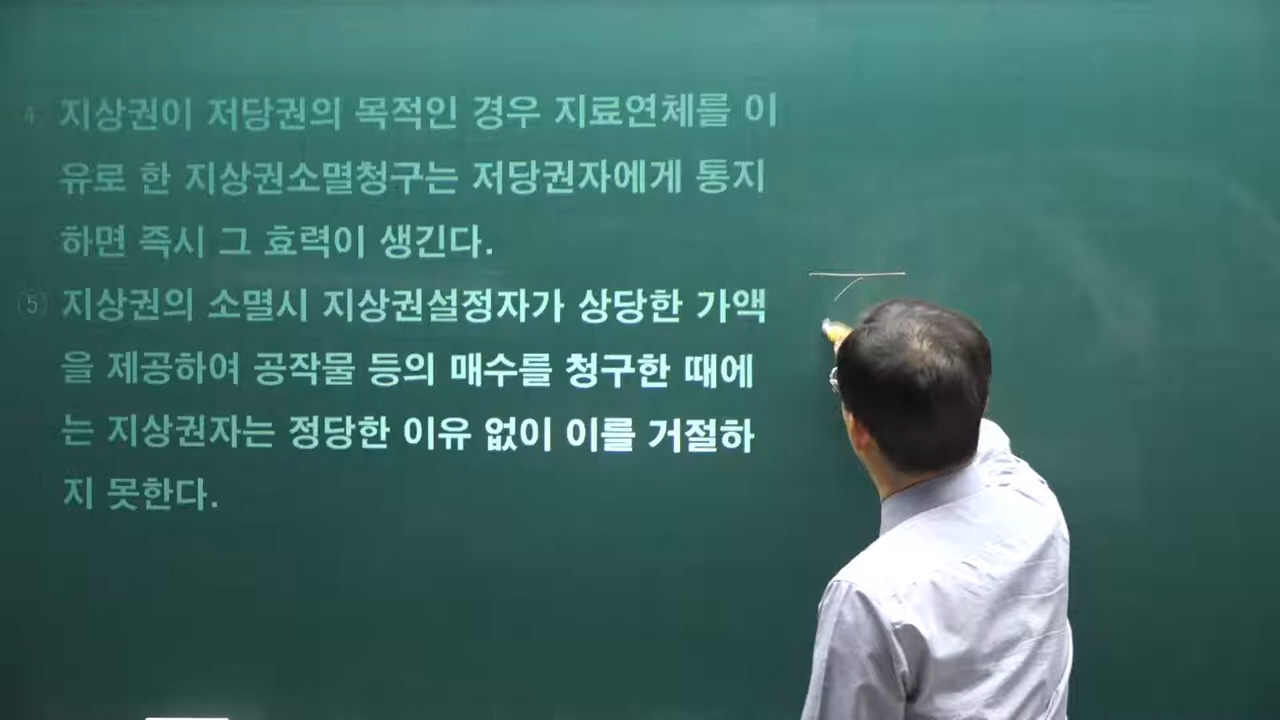 4 지상권이 저당권의 목적인 경우 지료연체를 이
유로 한 지상권소멸청구는 저당권자에게 통지
하면 즉시 그 효력이 생긴다.
⑤ 지상권의 소멸시 지상권설정자가 상당한 가액
을 제공하여 공작물 등의 매수를 청구한 때에
는 지상권자는 정당한 이유 없이 이를 거절하
지 못한다.